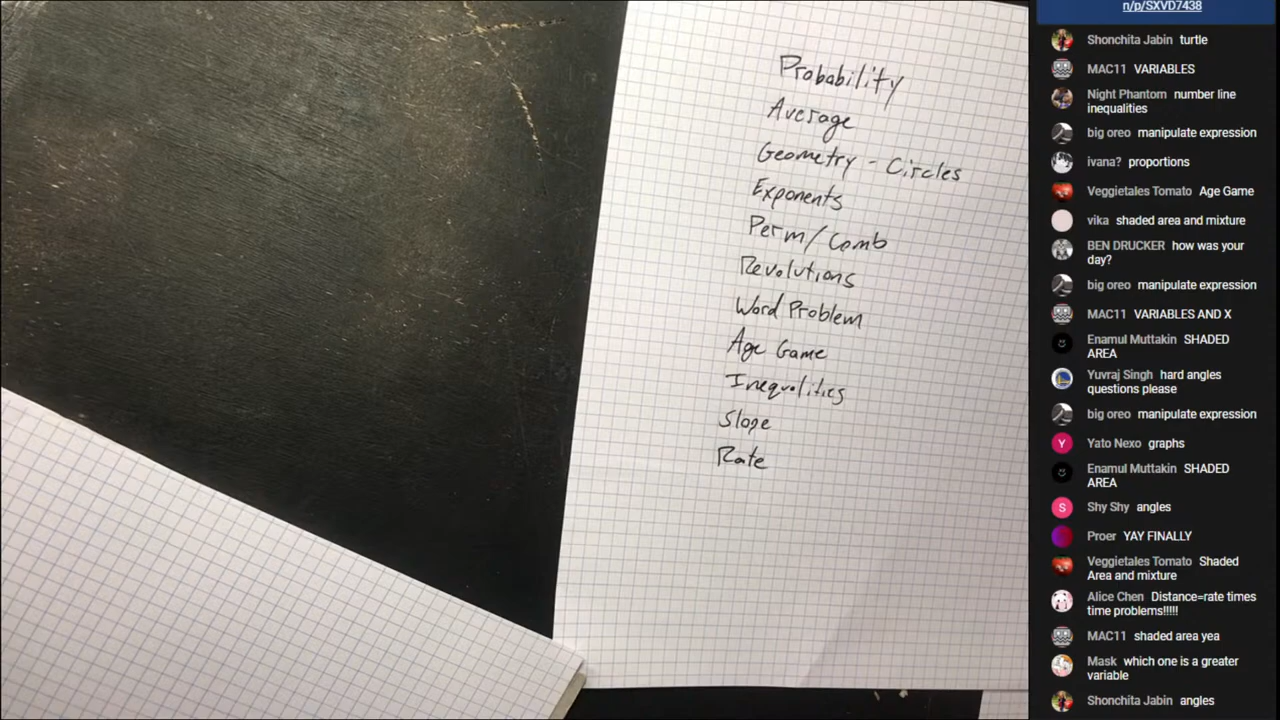 Probability
Average
Geometry - Circles
Exponents
Perm/Comb
Revolutions
Word Problem
Age Game
Inequalities
Slope
Rate
n/p/SXVD7438
Shonchita Jabin turtle
MAC11 VARIABLES
Night Phantom number line
inequalities
big oreo manipulate expression
ivana? proportions
Veggietales Tomato Age Game
vika shaded area and mixture
BEN DRUCKER how was your
day?
big oreo manipulate expression
MAC11 VARIABLES AND X
Enamul Muttakin SHADED
AREA
Yuvraj Singh hard angles
questions please
big oreo manipulate expression
Y
Yato Nexo graphs
Enamul Muttakin SHADED
AREA
S
Shy Shy angles
Proer YAY FINALLY
Veggietales Tomato Shaded
Area and mixture
Alice Chen Distance=rate times
time problems!!!!!
MAC11 shaded area yea
Mask which one is a greater
variable
Shonchita Jabin angles